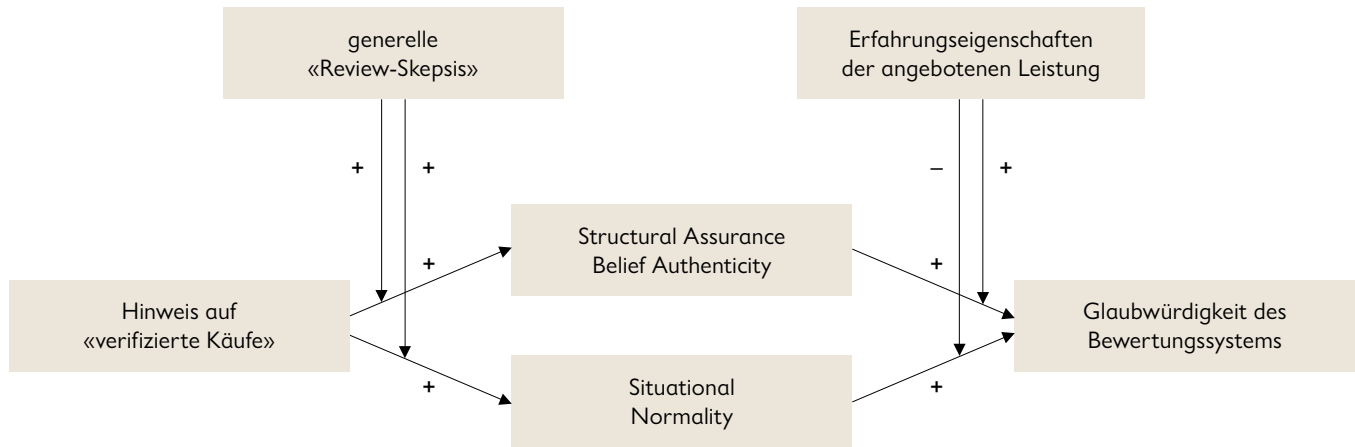 generelle
«Review-Skepsis»
Erfahrungseigenschaften
der angebotenen Leistung
+
+
–
+
Structural Assurance
Belief Authenticity
+
+
Hinweis auf
«verifizierte Käufe»
Glaubwürdigkeit des
Bewertungssystems
+
+
Situational
Normality